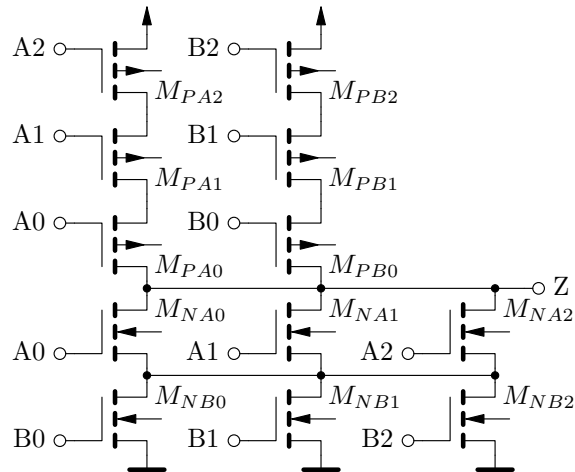 A2 B2
M_{PA2} M_{PB2}
A1 B1
M_{PA1} M_{PB1}
A0 B0
M_{PA0} M_{PB0}
Z
M_{NA0} M_{NA1} M_{NA2}
A0 A1 A2
M_{NB0} M_{NB1} M_{NB2}
B0 B1 B2